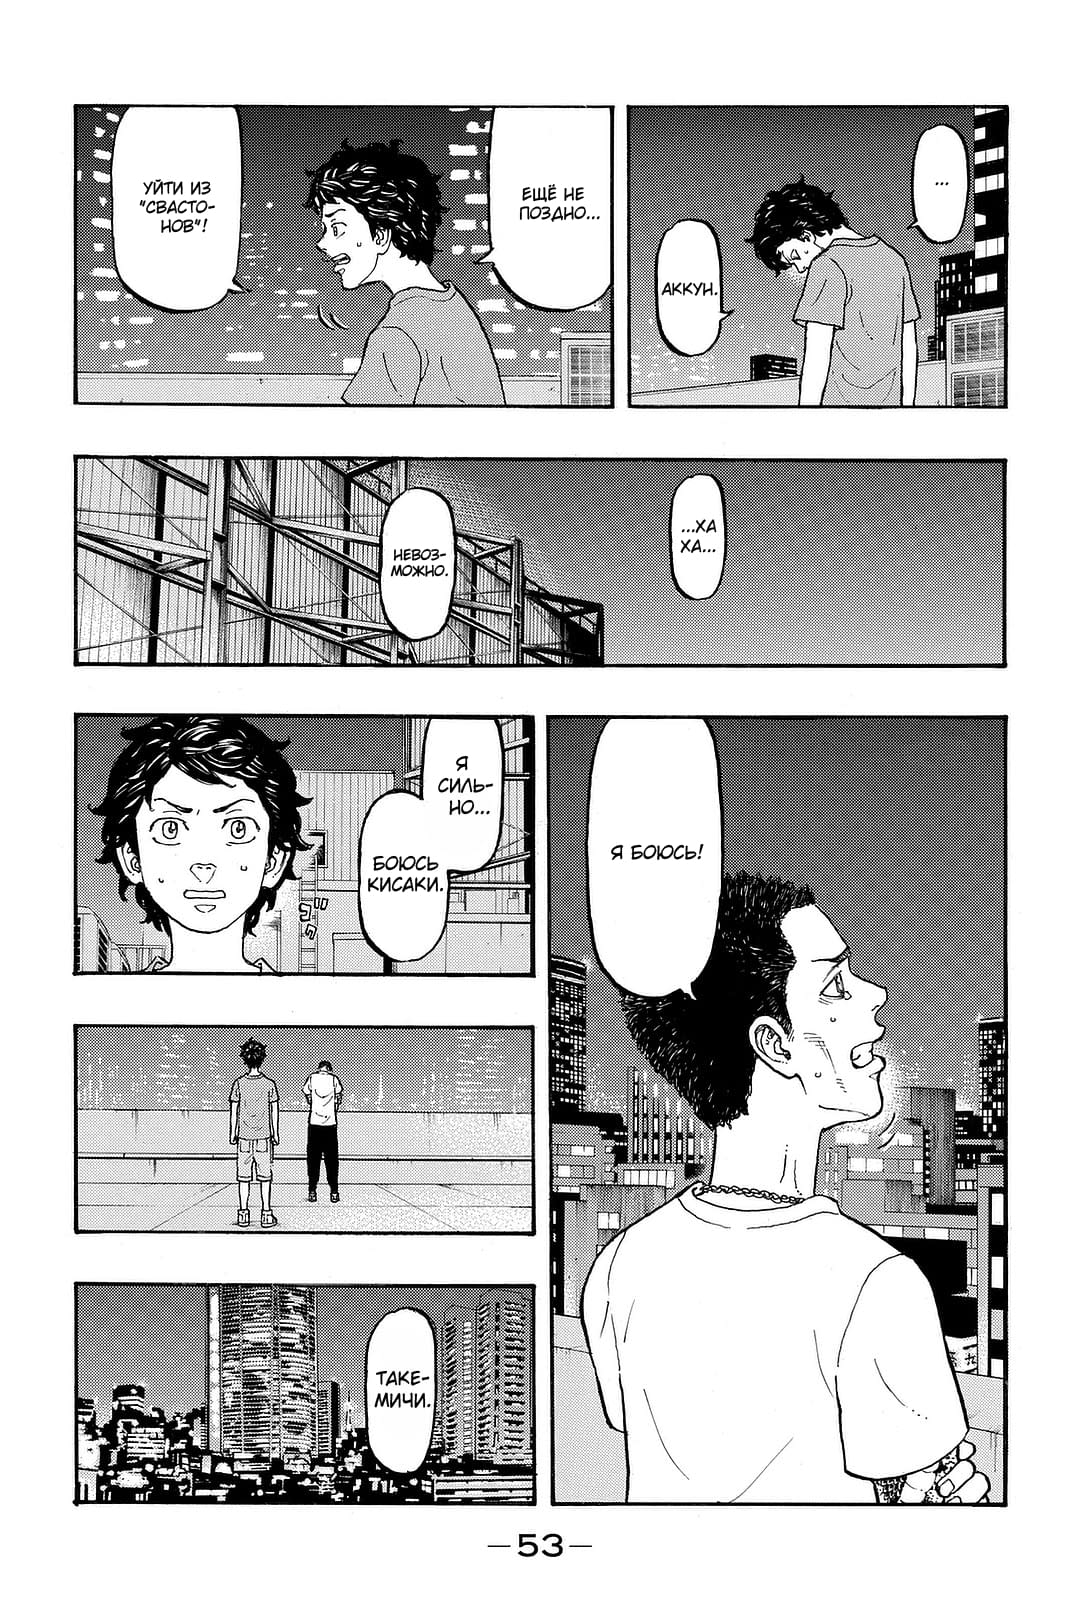 ...
АККУН.
ЕЩЁ НЕ
ПОЗДНО...
УЙТИ ИЗ
"СВАСТО-
НОВ"!
...ХА
ХА...
НЕВОЗ-
МОЖНО.
Я БОЮСЬ!
Я
СИЛЬ-
НО...
БОЮСЬ
КИСАКИ.
ТАКЕ-
МИЧИ.
—53—